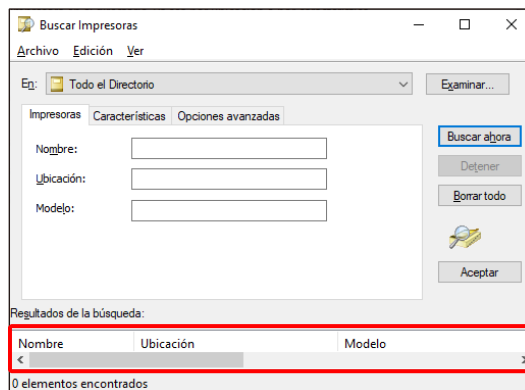 Buscar Impresoras
Archivo Edición Ver
En: Todo el Directorio Examinar...
Impresoras Características Opciones avanzadas
Buscar ahora
Nombre:
Detener
Ubicación:
Borrar todo
Modelo:
Aceptar
Resultados de la búsqueda:
Nombre Ubicación Modelo
0 elementos encontrados